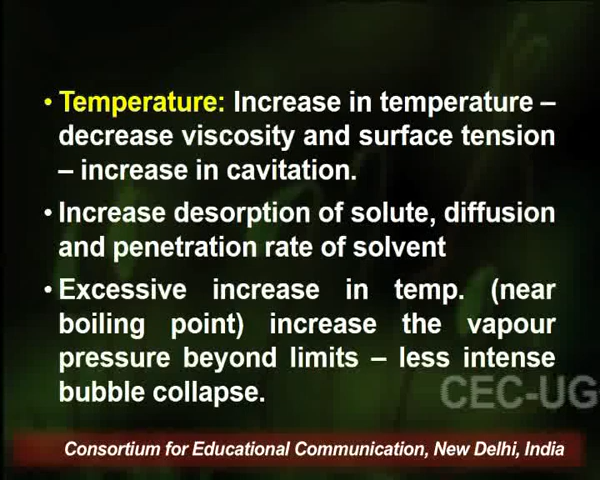 • Temperature: Increase in temperature –
decrease viscosity and surface tension
– increase in cavitation.
• Increase desorption of solute, diffusion
and penetration rate of solvent
• Excessive increase in temp. (near
boiling point) increase the vapour
pressure beyond limits – less intense
bubble collapse.
CEC-UG
Consortium for Educational Communication, New Delhi, India